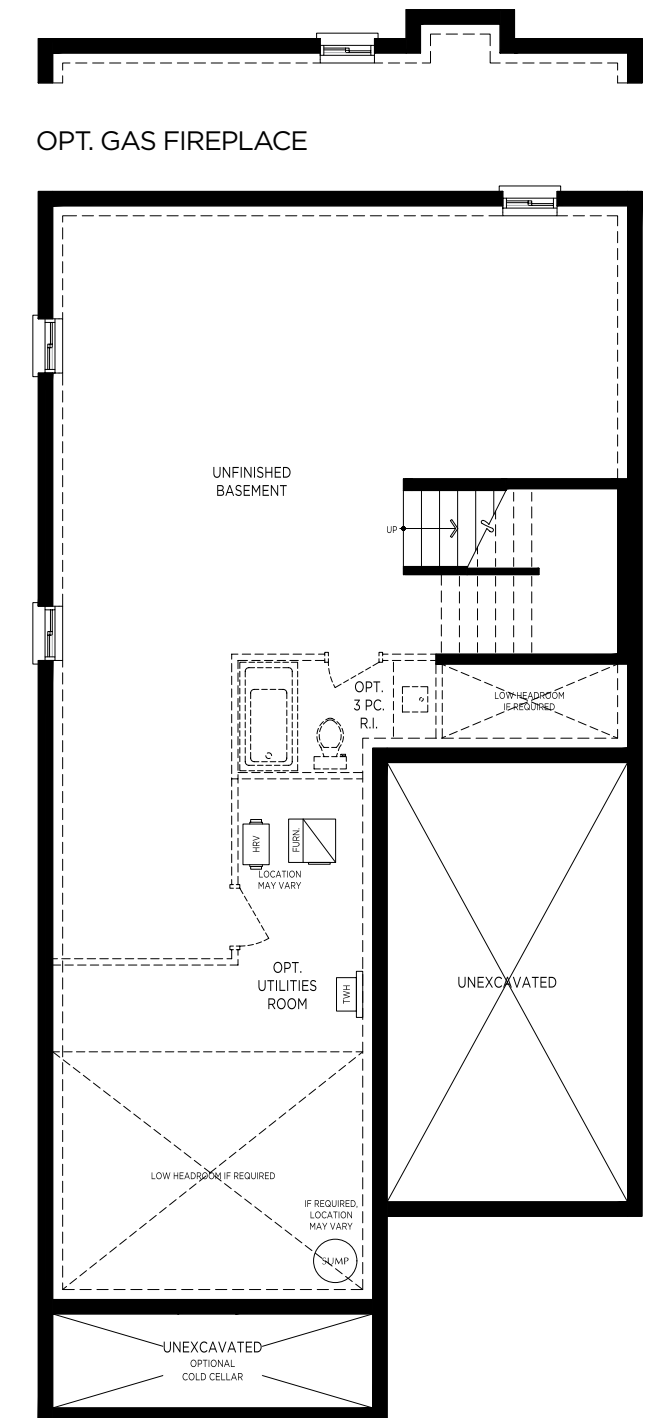 OPT. GAS FIREPLACE
UNFINISHED
BASEMENT
UP
OPT.
3 PC.
R.I.
LOW HEADROOM
IF REQUIRED
HRV
FURN.
LOCATION
MAY VARY
OPT.
UTILITIES
ROOM
TWH
UNEXCAVATED
LOW HEADROOM IF REQUIRED
IF REQUIRED,
LOCATION
MAY VARY
SUMP
UNEXCAVATED
OPTIONAL
COLD CELLAR